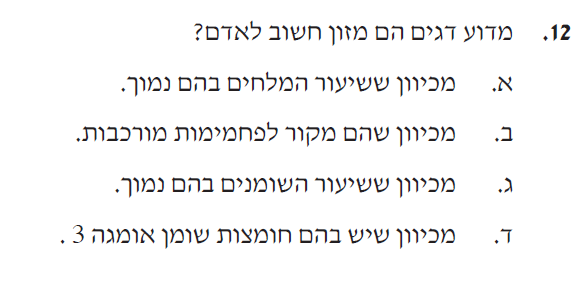 12. מדוע דגים הם מזון חשוב לאדם?
א. מכיוון ששיעור המלחים בהם נמוך.
ב. מכיוון שהם מקור לפחמימות מורכבות.
ג. מכיוון ששיעור השומנים בהם נמוך.
ד. מכיוון שיש בהם חומצות שומן אומגה 3 .